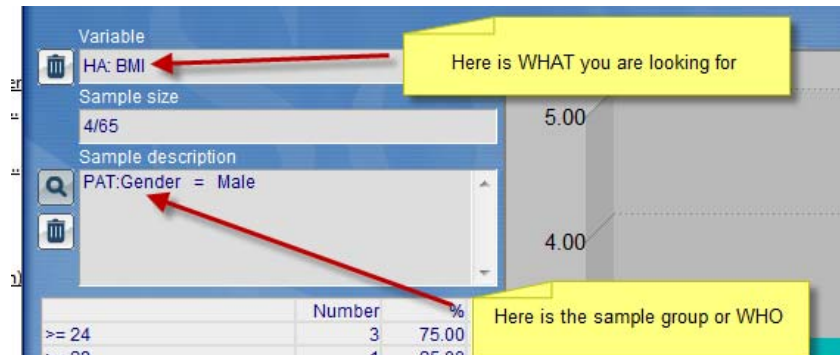 Variable
HA: BMI
Here is WHAT you are looking for
Sample size
4/65
5.00
Sample description
PAT:Gender = Male
4.00
Number %
Here is the sample group or WHO
>= 24 3 75.00